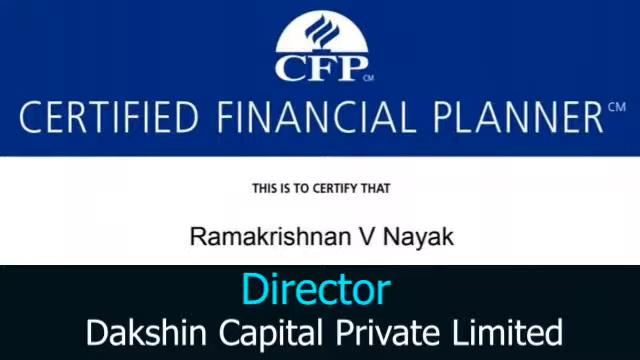 CFP CM
CERTIFIED FINANCIAL PLANNER CM
THIS IS TO CERTIFY THAT
Ramakrishnan V Nayak
Director
Dakshin Capital Private Limited